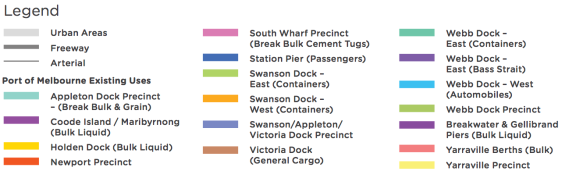 Legend
Urban Areas
Freeway
Arterial
Port of Melbourne Existing Uses
Appleton Dock Precinct
– (Break Bulk & Grain)
Coode Island / Maribyrnong
(Bulk Liquid)
Holden Dock (Bulk Liquid)
Newport Precinct
South Wharf Precinct
(Break Bulk Cement Tugs)
Station Pier (Passengers)
Swanson Dock –
East (Containers)
Swanson Dock –
West (Containers)
Swanson/Appleton/
Victoria Dock Precinct
Victoria Dock
(General Cargo)
Webb Dock –
East (Containers)
Webb Dock –
East (Bass Strait)
Webb Dock – West
(Automobiles)
Webb Dock Precinct
Breakwater & Gellibrand
Piers (Bulk Liquid)
Yarraville Berths (Bulk)
Yarraville Precinct